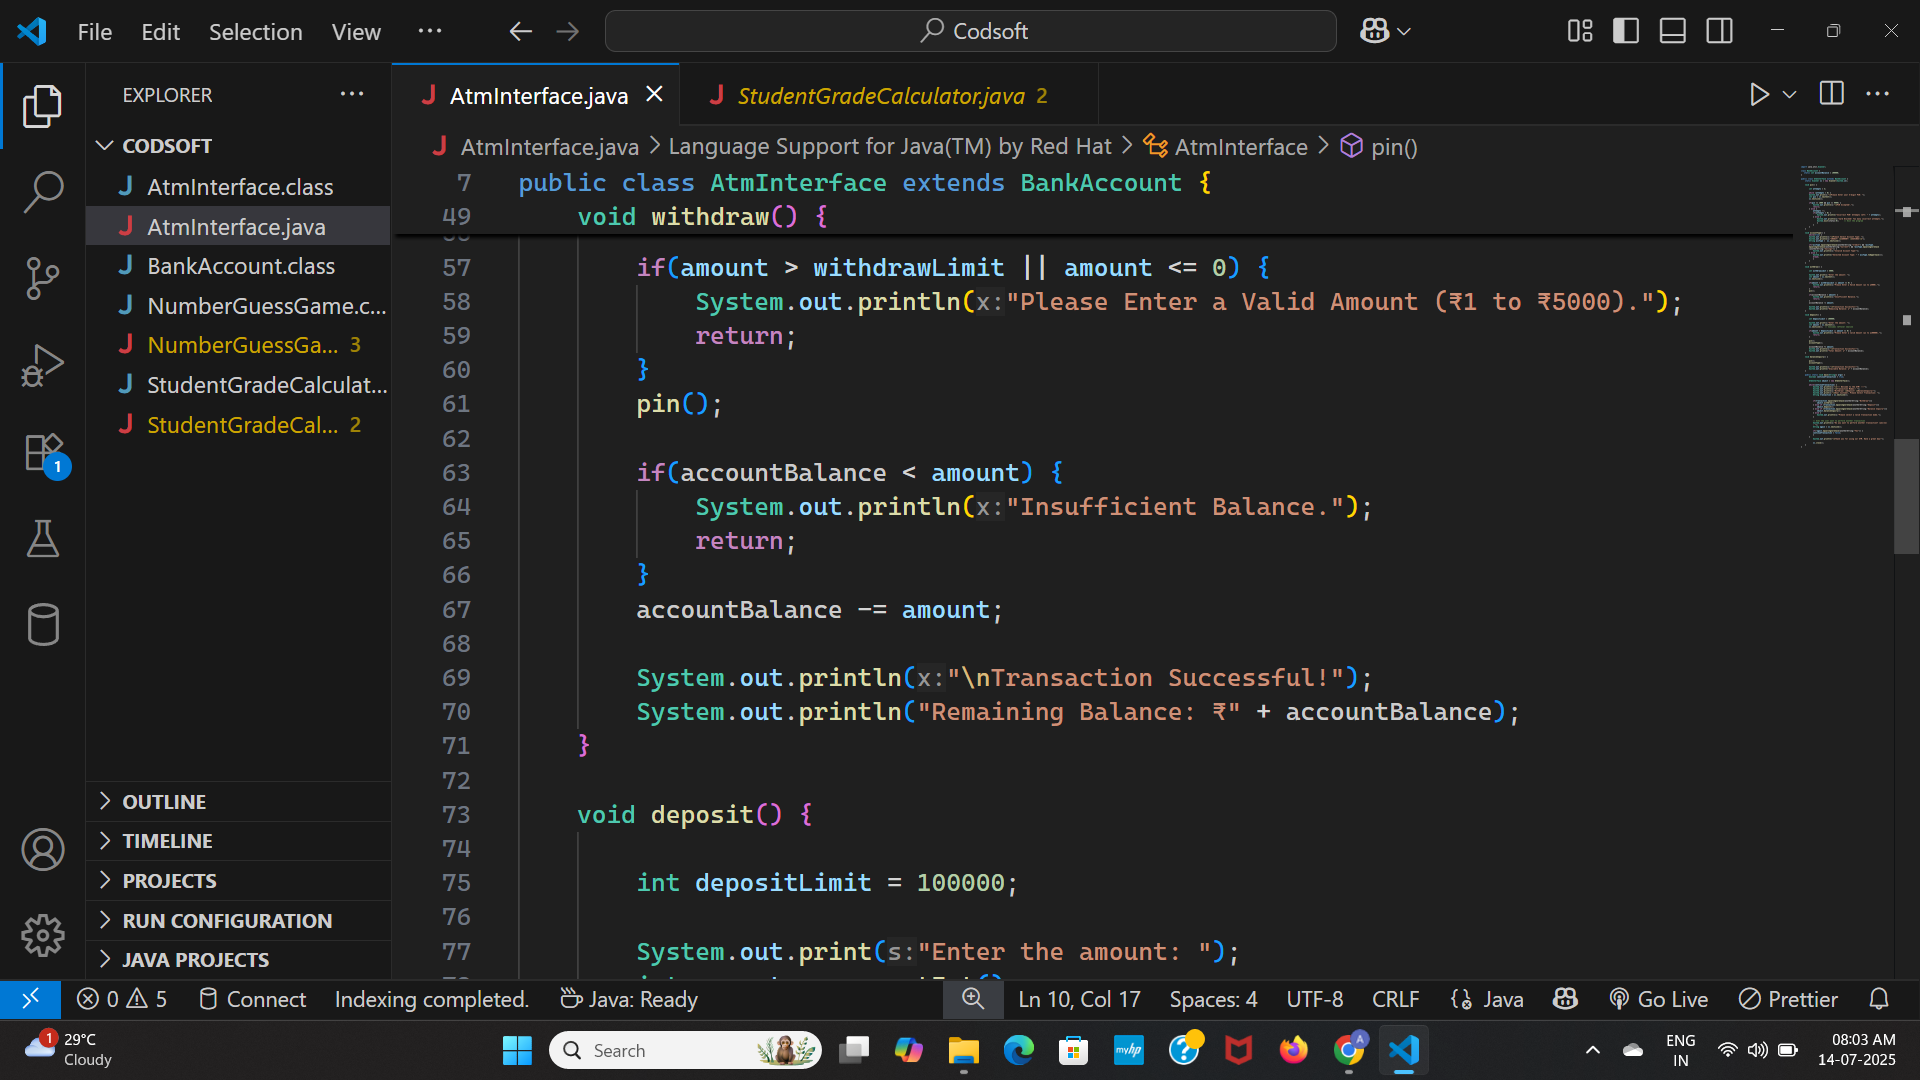 File Edit Selection View ··· Codsoft
EXPLORER
CODSOFT
AtmInterface.class
AtmInterface.java
BankAccount.class
NumberGuessGame.c...
NumberGuessGa... 3
StudentGradeCalculat...
StudentGradeCal... 2
OUTLINE
TIMELINE
PROJECTS
RUN CONFIGURATION
JAVA PROJECTS
AtmInterface.java StudentGradeCalculator.java 2
AtmInterface.java > Language Support for Java(TM) by Red Hat > AtmInterface > pin()
7 public class AtmInterface extends BankAccount {
49 void withdraw() {
57 if(amount > withdrawLimit || amount <= 0) {
58 System.out.println(x:"Please Enter a Valid Amount (₹1 to ₹5000).");
59 return;
60 }
61 pin();
62
63 if(accountBalance < amount) {
64 System.out.println(x:"Insufficient Balance.");
65 return;
66 }
67 accountBalance -= amount;
68
69 System.out.println(x:"\nTransaction Successful!");
70 System.out.println("Remaining Balance: ₹" + accountBalance);
71 }
72
73 void deposit() {
74
75 int depositLimit = 100000;
76
77 System.out.print(s:"Enter the amount: ");
1
0 5 Connect Indexing completed. Java: Ready Ln 10, Col 17 Spaces: 4 UTF-8 CRLF Java Go Live Prettier
1 29°C
Cloudy
Search
myhp
A
ENG
IN
08:03 AM
14-07-2025